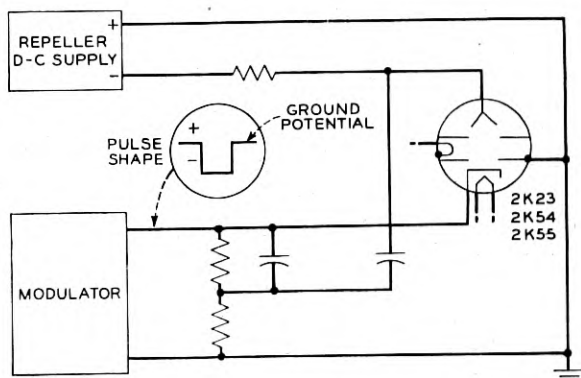 REPELLER
D-C SUPPLY
+
-
+
-
GROUND
POTENTIAL
PULSE
SHAPE
2K23
2K54
2K55
MODULATOR